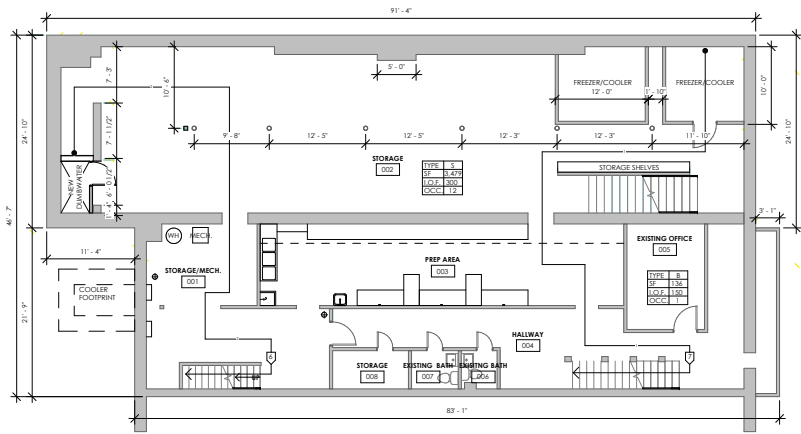 91' - 4"
5' - 0"
7' - 3"
10' - 6"
FREEZER/COOLER
FREEZER/COOLER
12' - 0"
1' - 10"
10' - 0"
24' - 10"
24' - 10"
7' - 1 1/2"
9' - 8"
12' - 5"
12' - 5"
12' - 3"
12' - 3"
11' - 10"
STORAGE
002
TYPE S
SF 3,479
I.O.F. 300
OCC. 12
STORAGE SHELVES
NEW
DUMBWATER
6' - 0 1/2"
1' - 4"
46' - 7"
3' - 1"
WH
MECH.
11' - 4"
EXISTING OFFICE
005
PREP AREA
003
STORAGE/MECH.
001
TYPE B
SF 136
I.O.F. 150
OCC. 1
COOLER
FOOTPRINT
21' - 9"
HALLWAY
004
6
7
STORAGE
008
EXISTING BATH
007
EXISITNG BATH
006
UP
83' - 1"